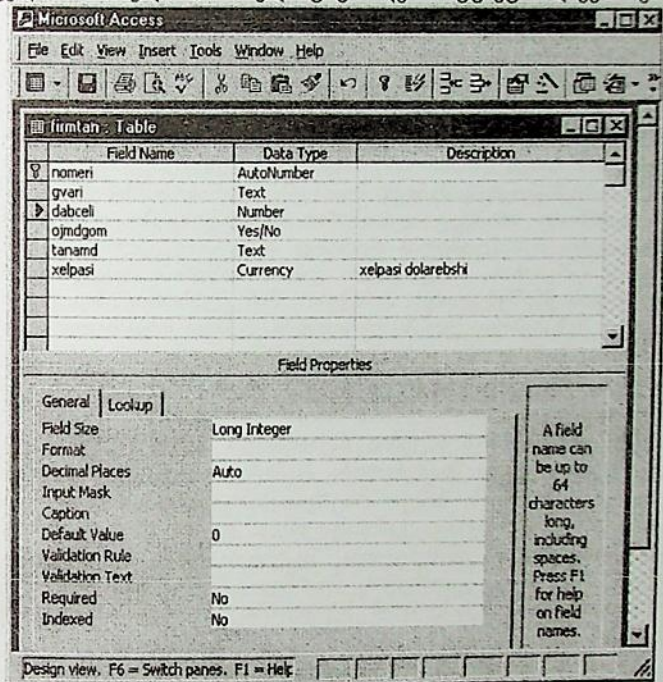 Microsoft Access
File Edit View Insert Tools Window Help
firmtah : Table
Field Name Data Type Description
nomeri AutoNumber
gvari Text
dabceli Number
ojmdgom Yes/No
tanamd Text
xelpasi Currency xelpasi dolarebshi
Field Properties
General Lookup
Field Size Long Integer
Format
Decimal Places Auto
Input Mask
Caption
Default Value 0
Validation Rule
Validation Text
Required No
Indexed No
A field
name can
be up to
64
characters
long,
including
spaces.
Press F1
for help
on field
names.
Design view. F6 = Switch panes. F1 = Help